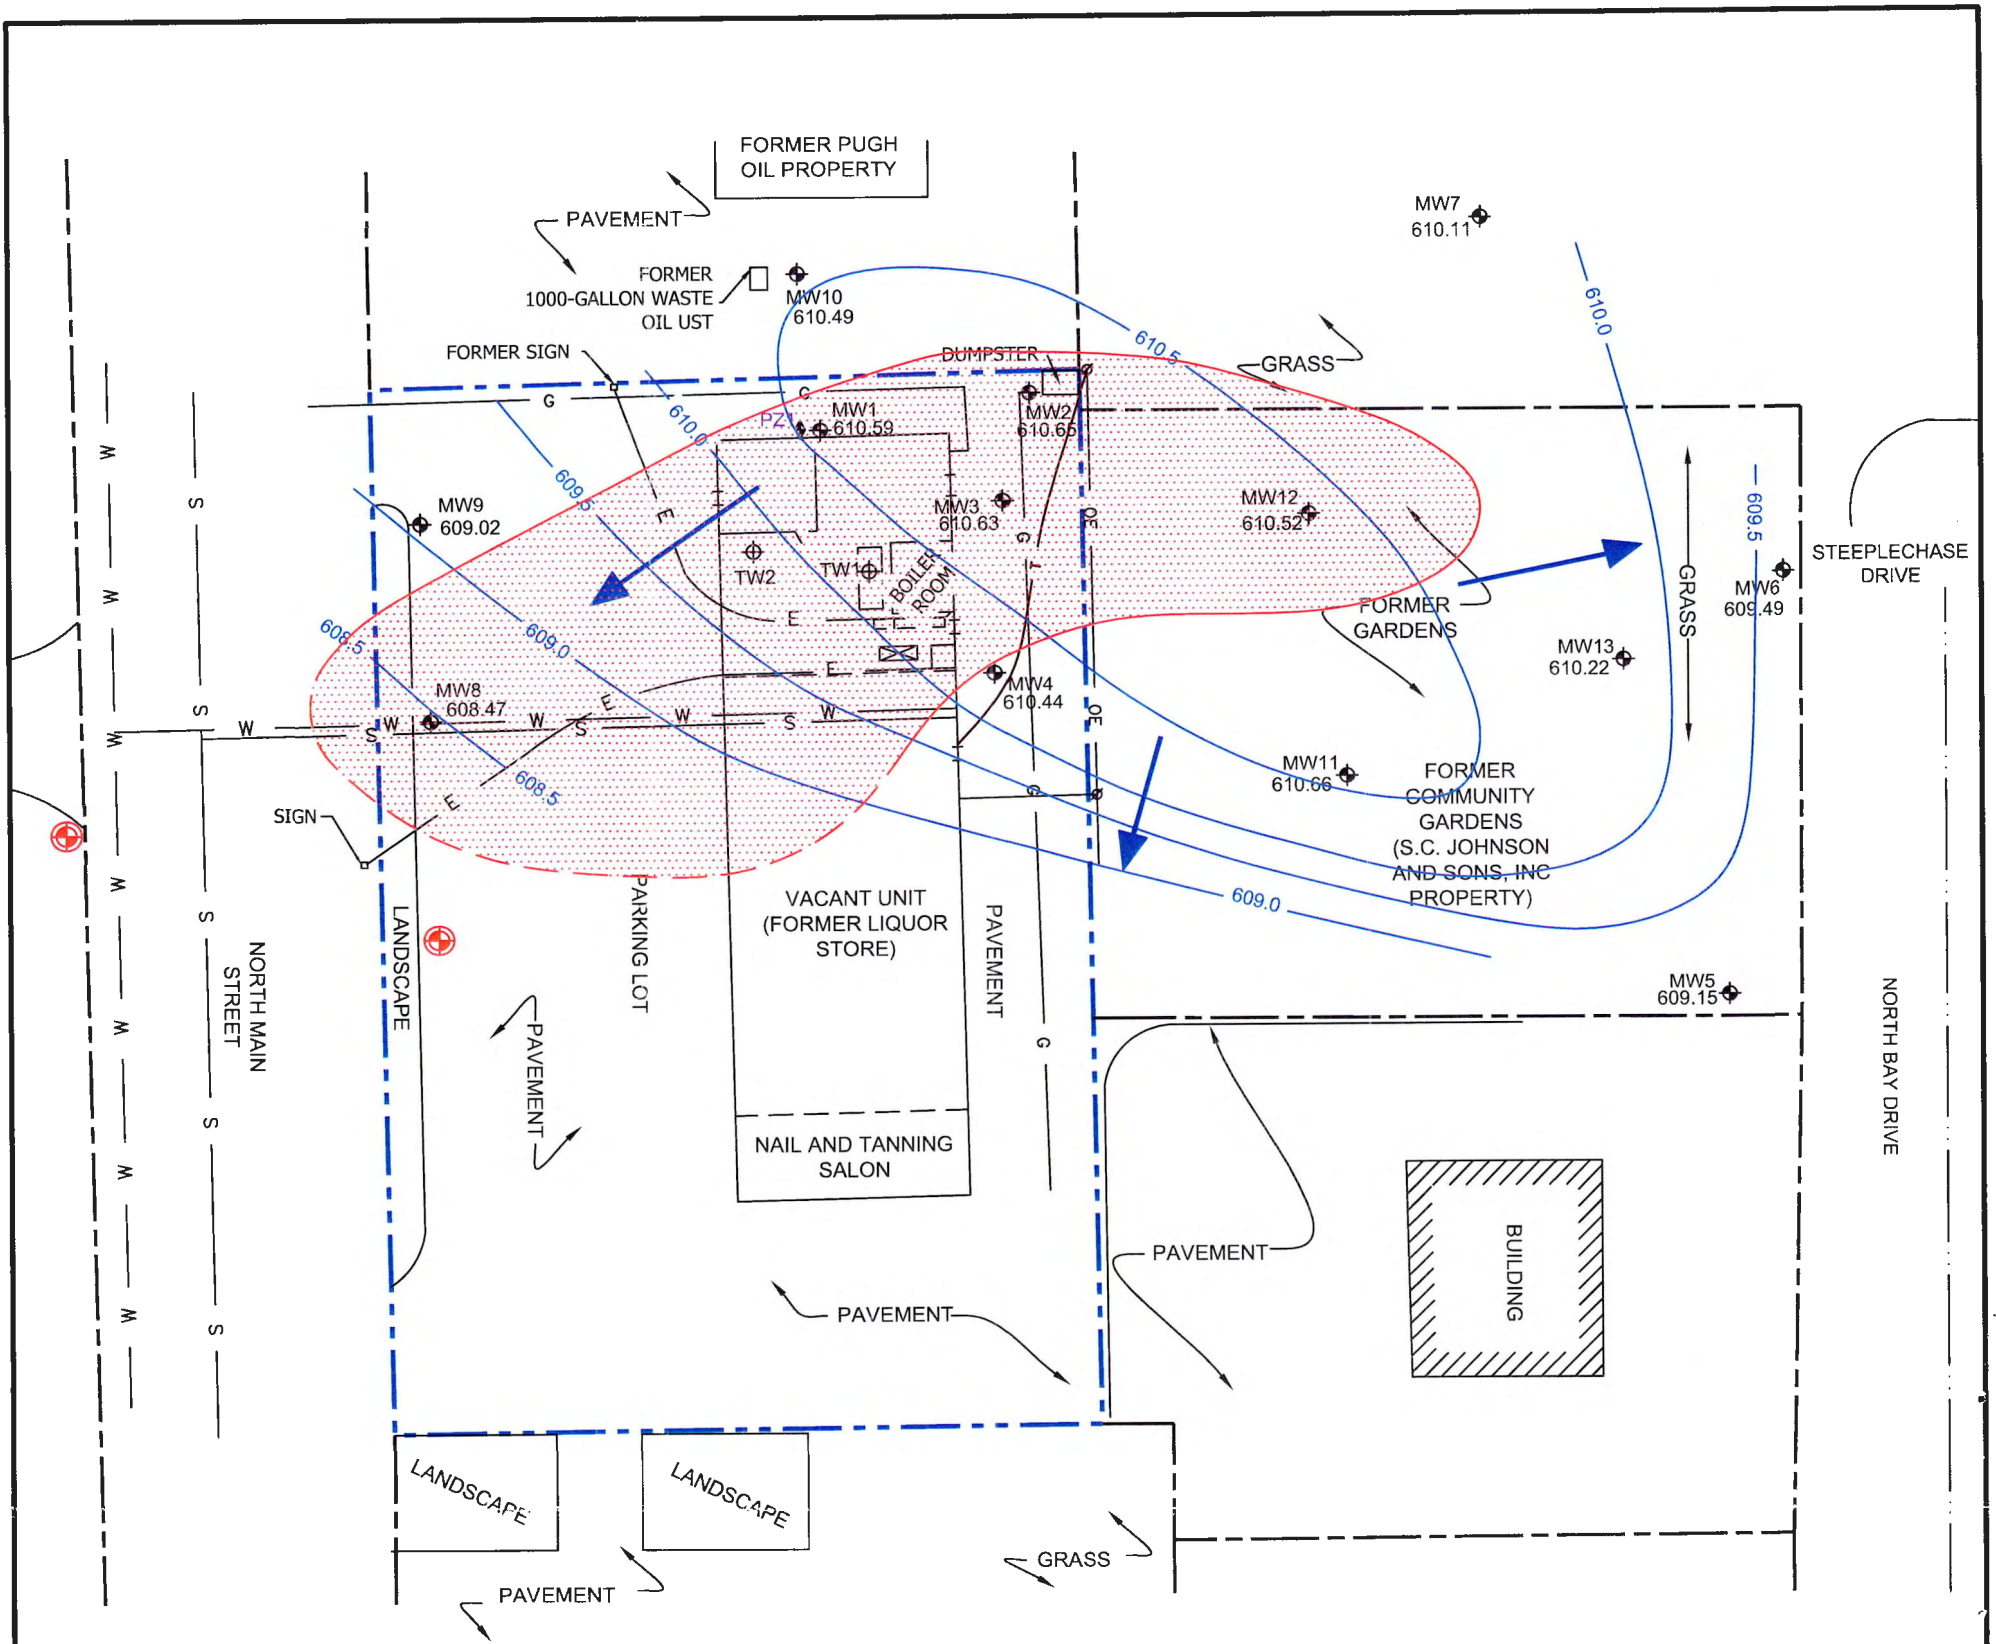 FORMER PUGH
OIL PROPERTY
PAVEMENT
FORMER
1000-GALLON WASTE
OIL UST
MW10
610.49
MW7
610.11
FORMER SIGN
DUMPSTER
610.5
GRASS
610.0
G
G
PZ1
MW1
610.59
MW2
610.65
610.0
609.5
MW9
609.02
E
MW3
610.63
OE
MW12
610.52
609.5
STEEPLECHASE
DRIVE
TW2
TW1
BOILER
ROOM
G
T
GRASS
MW6
609.49
FORMER
GARDENS
608.5
609.0
E
E
MW13
610.22
MW8
608.47
MW4
610.44
OE
W
W
S
E
W
S
W
S
W
608.5
E
SIGN
MW11
610.66
G
FORMER
COMMUNITY
GARDENS
(S.C. JOHNSON
AND SONS, INC
PROPERTY)
609.0
VACANT UNIT
(FORMER LIQUOR
STORE)
PARKING LOT
PAVEMENT
LANDSCAPE
NORTH MAIN
STREET
PAVEMENT
G
MW5
609.15
NORTH BAY DRIVE
NAIL AND TANNING
SALON
PAVEMENT
BUILDING
PAVEMENT
LANDSCAPE
LANDSCAPE
GRASS
PAVEMENT
W
W
W
W
W
W
W
W
S
S
S
S
S